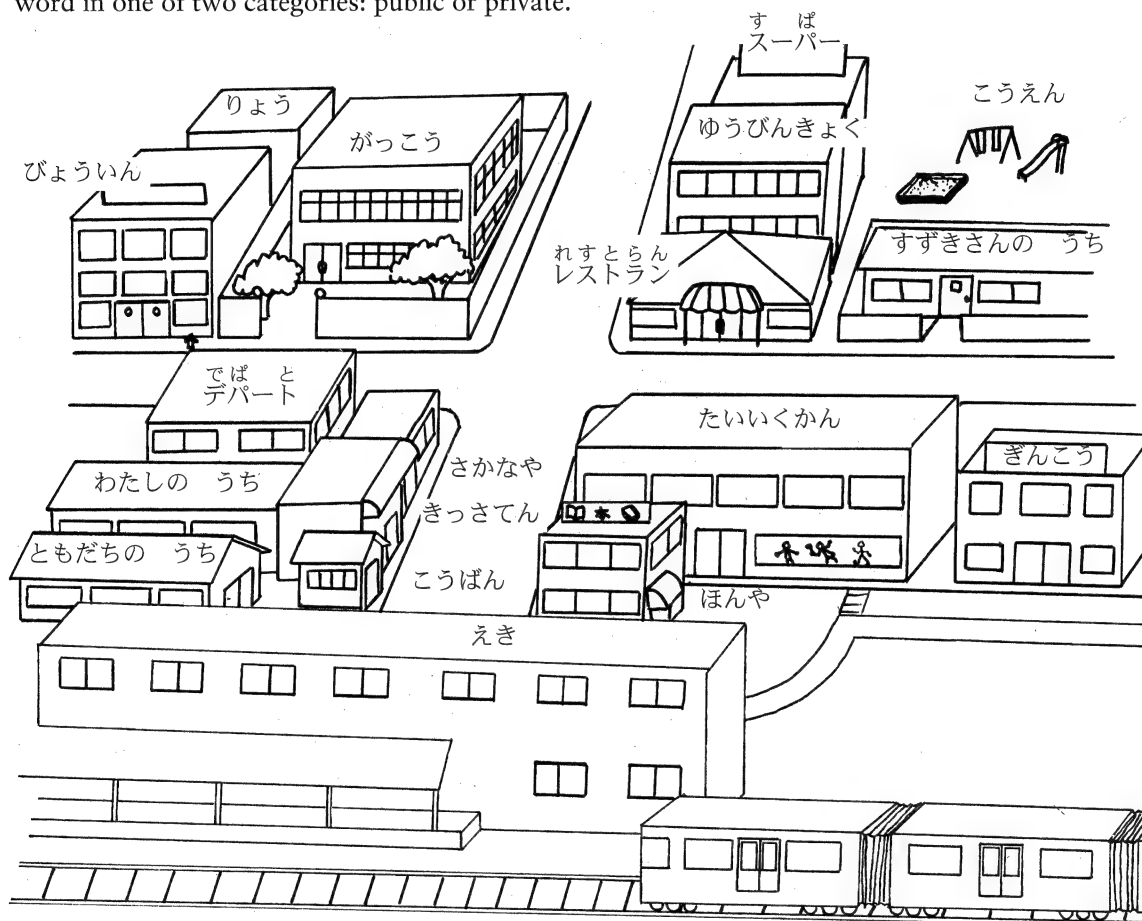 word in one of two categories: public or private.
すぱ
スーパー
りょう
こうえん
がっこう
ゆうびんきょく
びょういん
すずきさんの うち
れすとらん
レストラン
でぱ と
デパート
たいいくかん
さかなや
ぎんこう
わたしの うち
きっさてん
ともだちの うち
こうばん
ほんや
えき